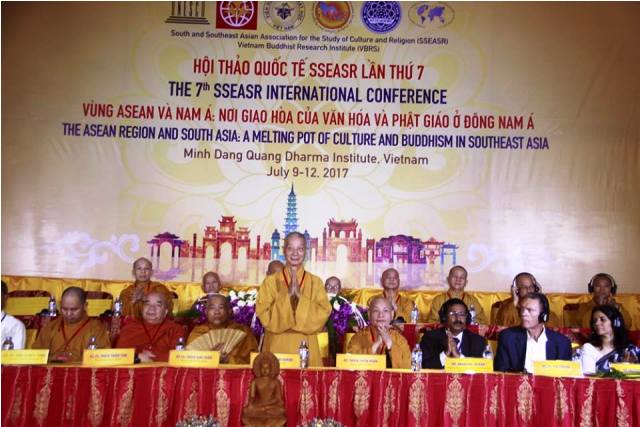 UNESCO
South and Southeast Asian Association for the Study of Culture and Religion (SSEASR)
Vietnam Buddhist Research Institute (VBRS)
HỘI THẢO QUỐC TẾ SSEASR LẦN THỨ 7
THE 7th SSEASR INTERNATIONAL CONFERENCE
VÙNG ASEAN VÀ NAM Á: NƠI GIAO HÒA CỦA VĂN HÓA VÀ PHẬT GIÁO Ở ĐÔNG NAM Á
THE ASEAN REGION AND SOUTH ASIA: A MELTING POT OF CULTURE AND BUDDHISM IN SOUTHEAST ASIA
Minh Dang Quang Dharma Institute, Vietnam
July 9-12, 2017